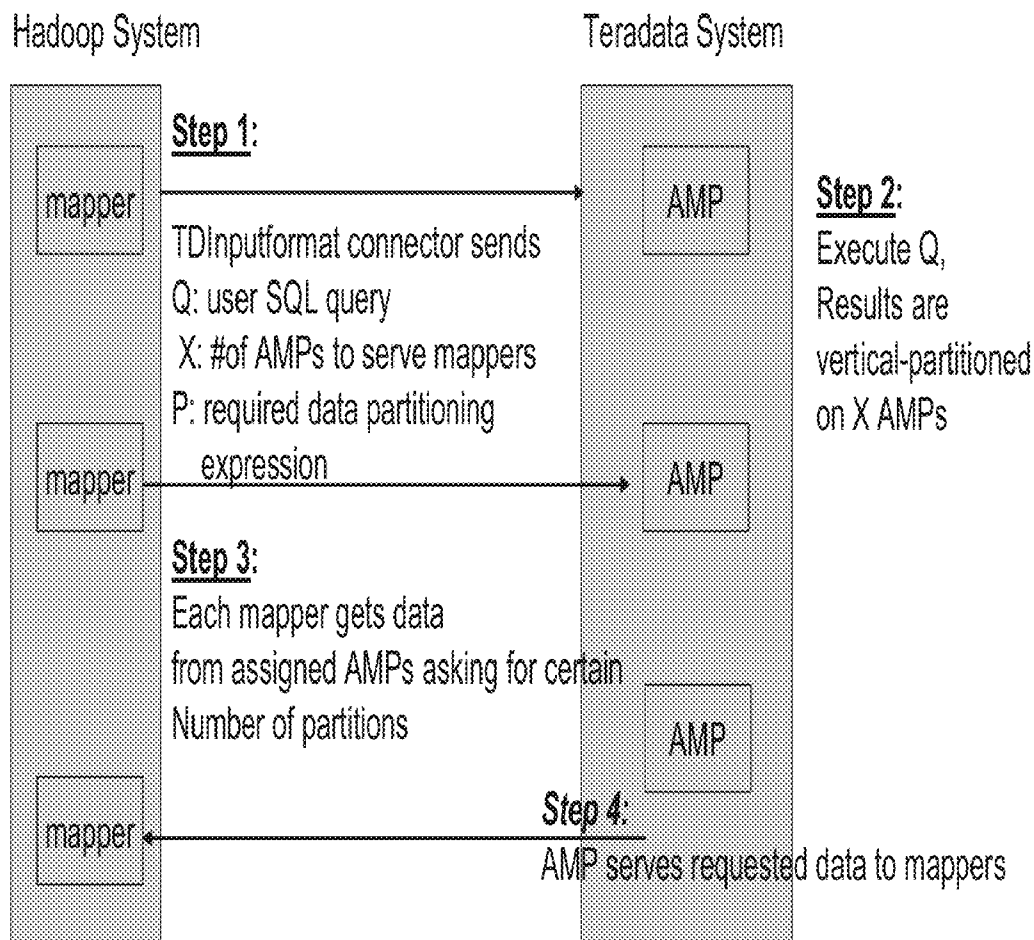 Hadoop System
Teradata System
mapper
Step 1:
AMP
Step 2:
TDInputformat connector sends
Q: user SQL query
X: #of AMPs to serve mappers
P: required data partitioning
expression
Execute Q,
Results are
vertical-partitioned
on X AMPs
mapper
AMP
Step 3:
Each mapper gets data
from assigned AMPs asking for certain
Number of partitions
AMP
mapper
Step 4:
AMP serves requested data to mappers